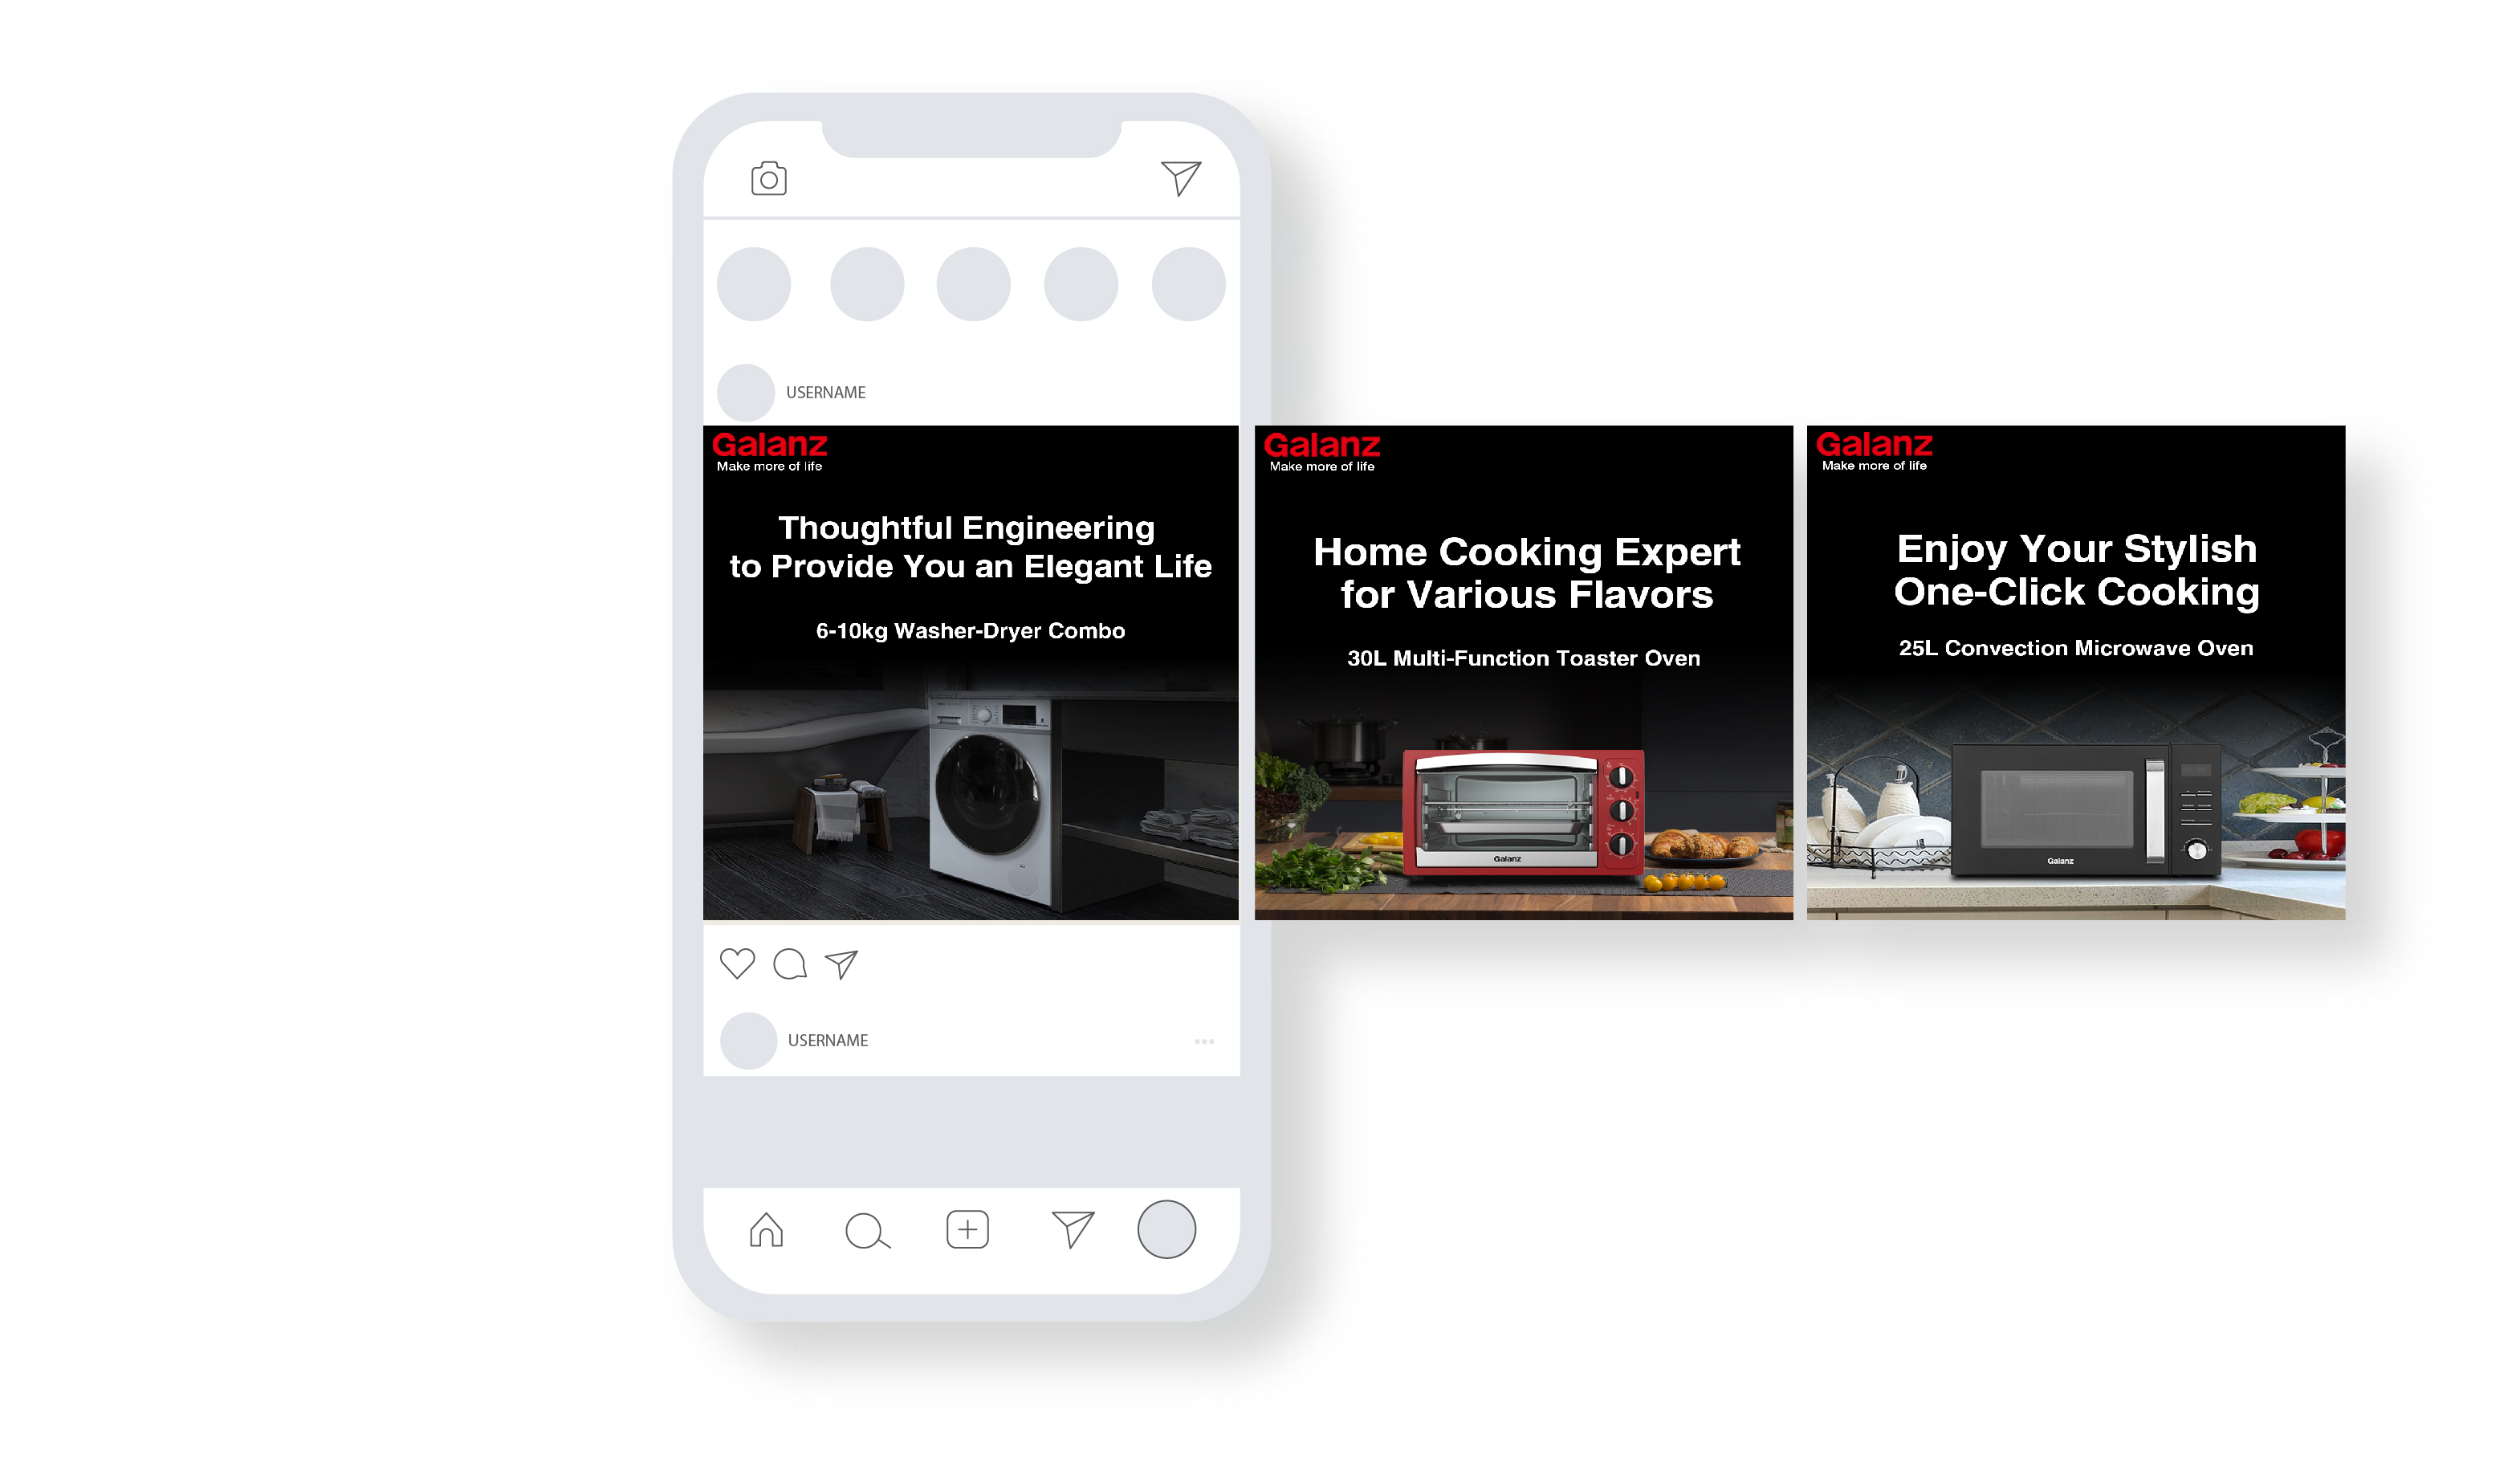 USERNAME
Galanz
Make more of life
Thoughtful Engineering
to Provide You an Elegant Life
6-10kg Washer-Dryer Combo
Galanz
Make more of life
Home Cooking Expert
for Various Flavors
30L Multi-Function Toaster Oven
Galanz
Galanz
Make more of life
Enjoy Your Stylish
One-Click Cooking
25L Convection Microwave Oven
Galanz
USERNAME